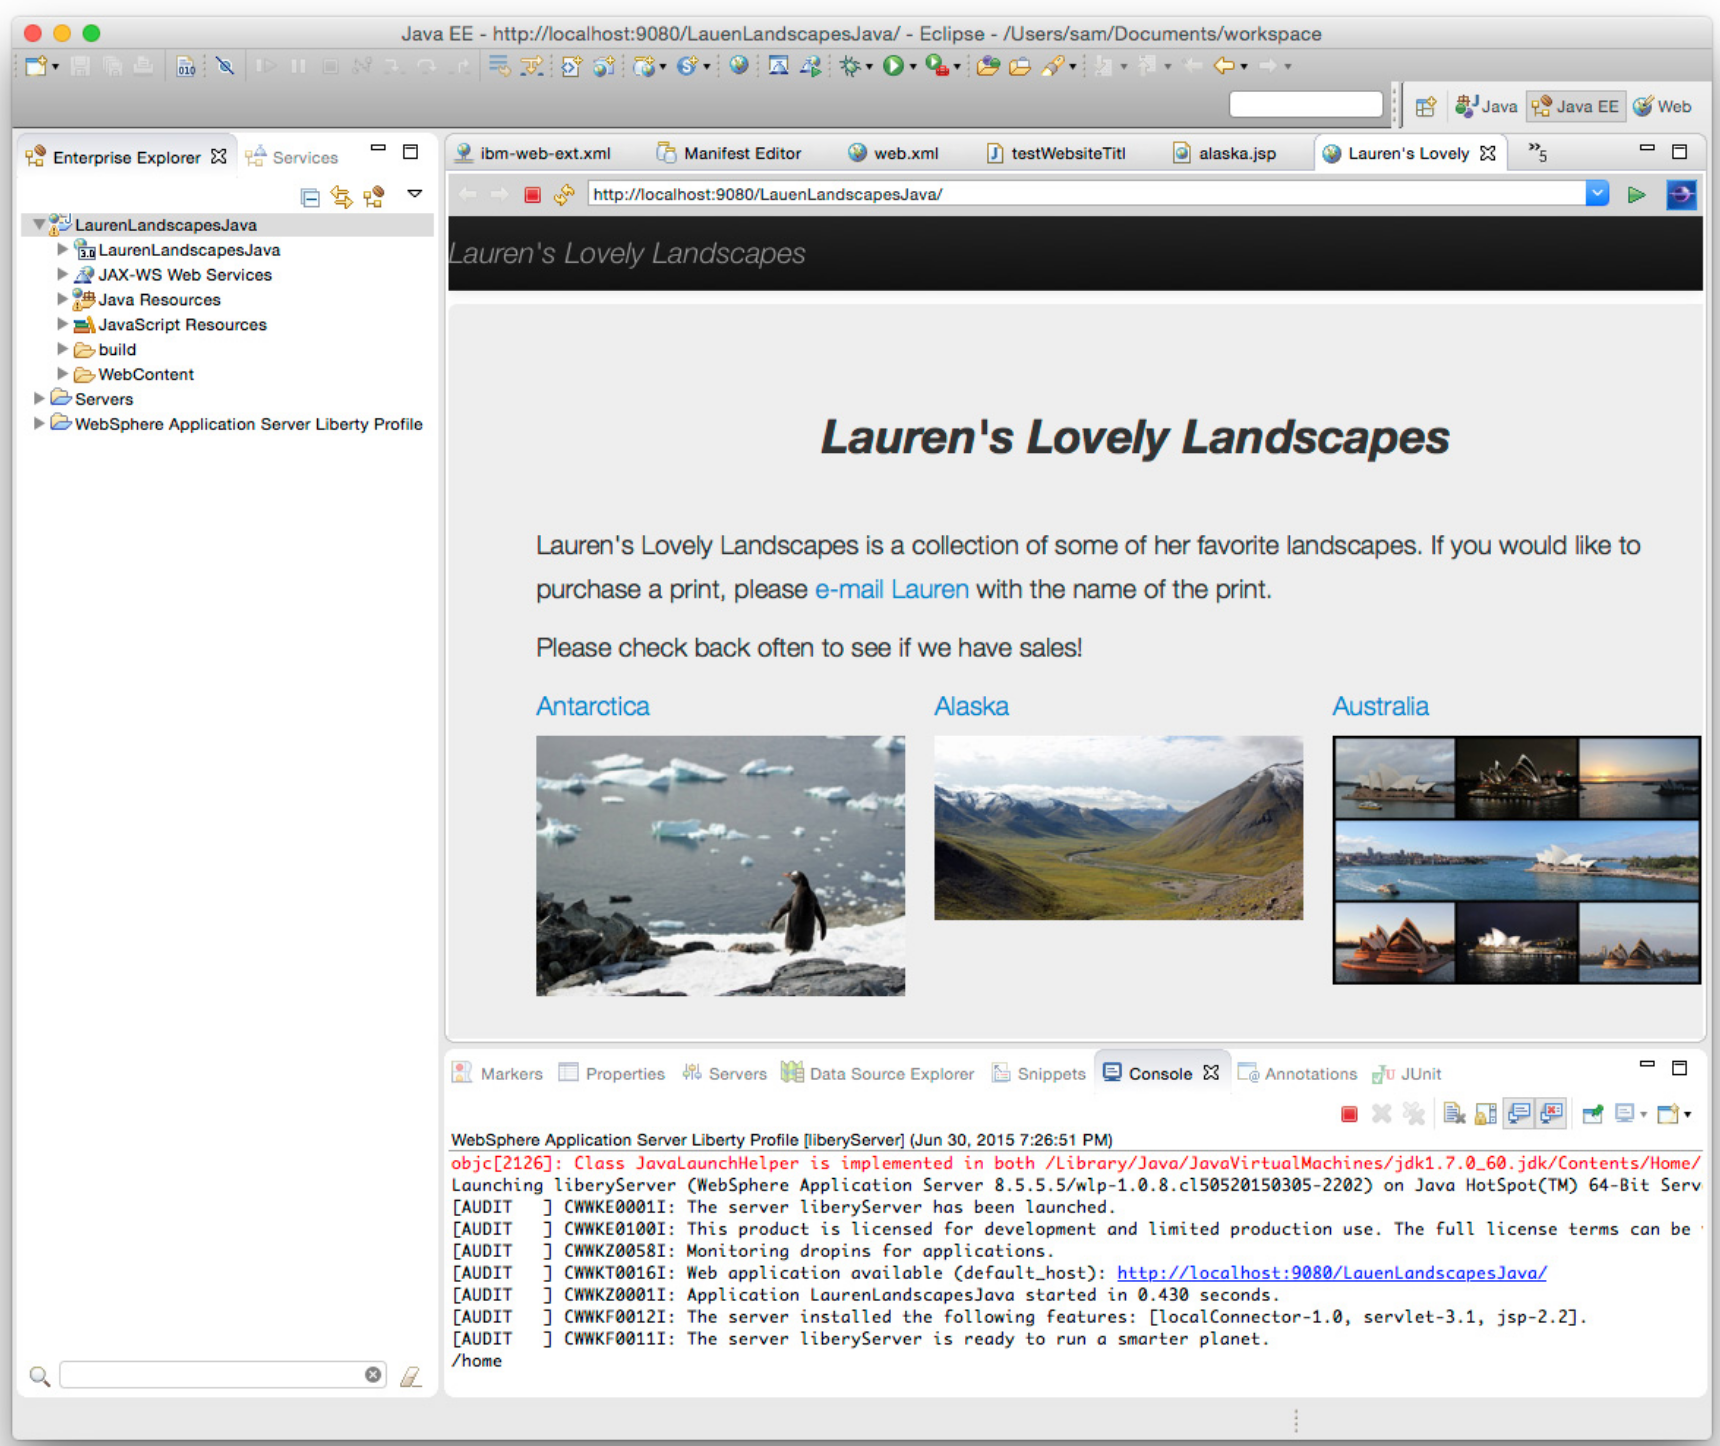 Java EE - http://localhost:9080/LauenLandscapesJava/ - Eclipse - /Users/sam/Documents/workspace
010
Java
Java EE
Web
Enterprise Explorer
Services
ibm-web-ext.xml
Manifest Editor
web.xml
testWebsiteTitl
alaska.jsp
Lauren's Lovely
»5
http://localhost:9080/LauenLandscapesJava/
LaurenLandscapesJava
LaurenLandscapesJava
JAX-WS Web Services
Java Resources
JavaScript Resources
build
WebContent
Servers
WebSphere Application Server Liberty Profile
Lauren's Lovely Landscapes
Lauren's Lovely Landscapes
Lauren's Lovely Landscapes is a collection of some of her favorite landscapes. If you would like to
purchase a print, please e-mail Lauren with the name of the print.
Please check back often to see if we have sales!
Antarctica
Alaska
Australia
Markers
Properties
Servers
Data Source Explorer
Snippets
Console
Annotations
JUnit
WebSphere Application Server Liberty Profile [liberyServer] (Jun 30, 2015 7:26:51 PM)
objc[2126]: Class JavaLaunchHelper is implemented in both /Library/Java/JavaVirtualMachines/jdk1.7.0_60.jdk/Contents/Home/
Launching liberyServer (WebSphere Application Server 8.5.5.5/wlp-1.0.8.cl50520150305-2202) on Java HotSpot(TM) 64-Bit Serv
[AUDIT   ] CWWKE0001I: The server liberyServer has been launched.
[AUDIT   ] CWWKE0100I: This product is licensed for development and limited production use. The full license terms can be
[AUDIT   ] CWWKZ0058I: Monitoring dropins for applications.
[AUDIT   ] CWWKT0016I: Web application available (default_host): http://localhost:9080/LauenLandscapesJava/
[AUDIT   ] CWWKZ0001I: Application LaurenLandscapesJava started in 0.430 seconds.
[AUDIT   ] CWWKF0012I: The server installed the following features: [localConnector-1.0, servlet-3.1, jsp-2.2].
[AUDIT   ] CWWKF0011I: The server liberyServer is ready to run a smarter planet.
/home